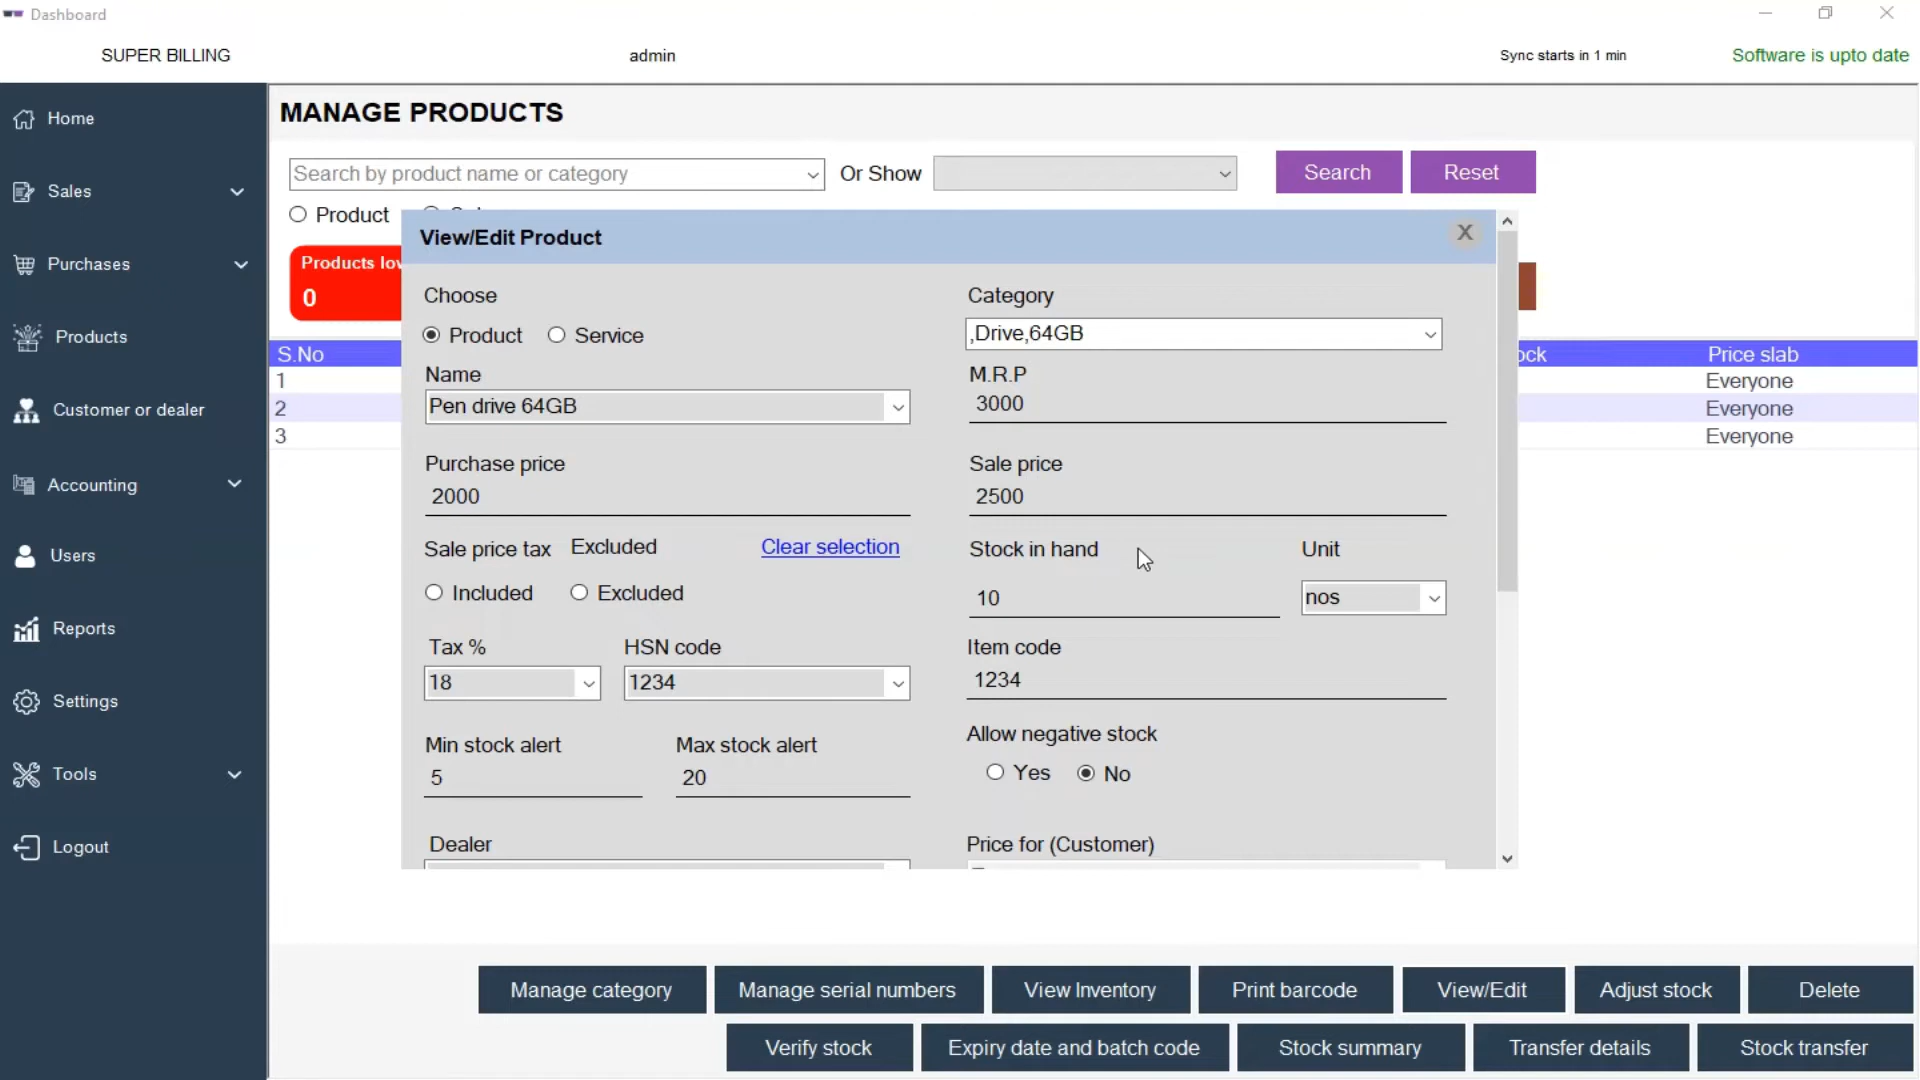 Dashboard
SUPER BILLING admin Sync starts in 1 min Software is upto date
Home
Sales
Purchases
Products
Customer or dealer
Accounting
Users
Reports
Settings
Tools
Logout
MANAGE PRODUCTS
Search by product name or category Or Show Search Reset
Product
Products
0
S.No Price slab
1 Everyone
2 Everyone
3 Everyone
View/Edit Product X
Choose Category
Product Service ,Drive,64GB
Name M.R.P
Pen drive 64GB 3000
Purchase price Sale price
2000 2500
Sale price tax Excluded Clear selection Stock in hand Unit
Included Excluded 10 nos
Tax % HSN code Item code
18 1234 1234
Min stock alert Max stock alert Allow negative stock
5 20 Yes No
Dealer Price for (Customer)
Manage category Manage serial numbers View Inventory Print barcode View/Edit Adjust stock Delete
Verify stock Expiry date and batch code Stock summary Transfer details Stock transfer